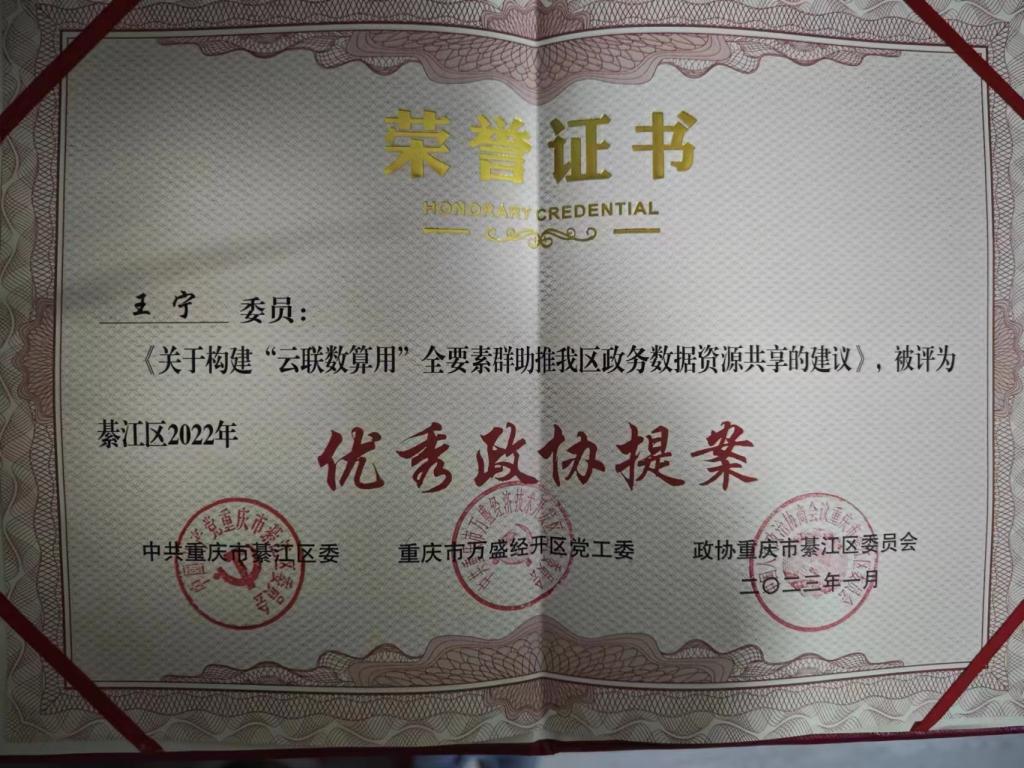 荣誉证书
HONORARY CREDENTIAL
王宁 委员：
《关于构建“云联数算用”全要素群助推我区政务数据资源共享的建议》，被评为
綦江区2022年
优秀政协提案
中共重庆市綦江区委 重庆市万盛经开区党工委 政协重庆市綦江区委员会
二〇二三年一月